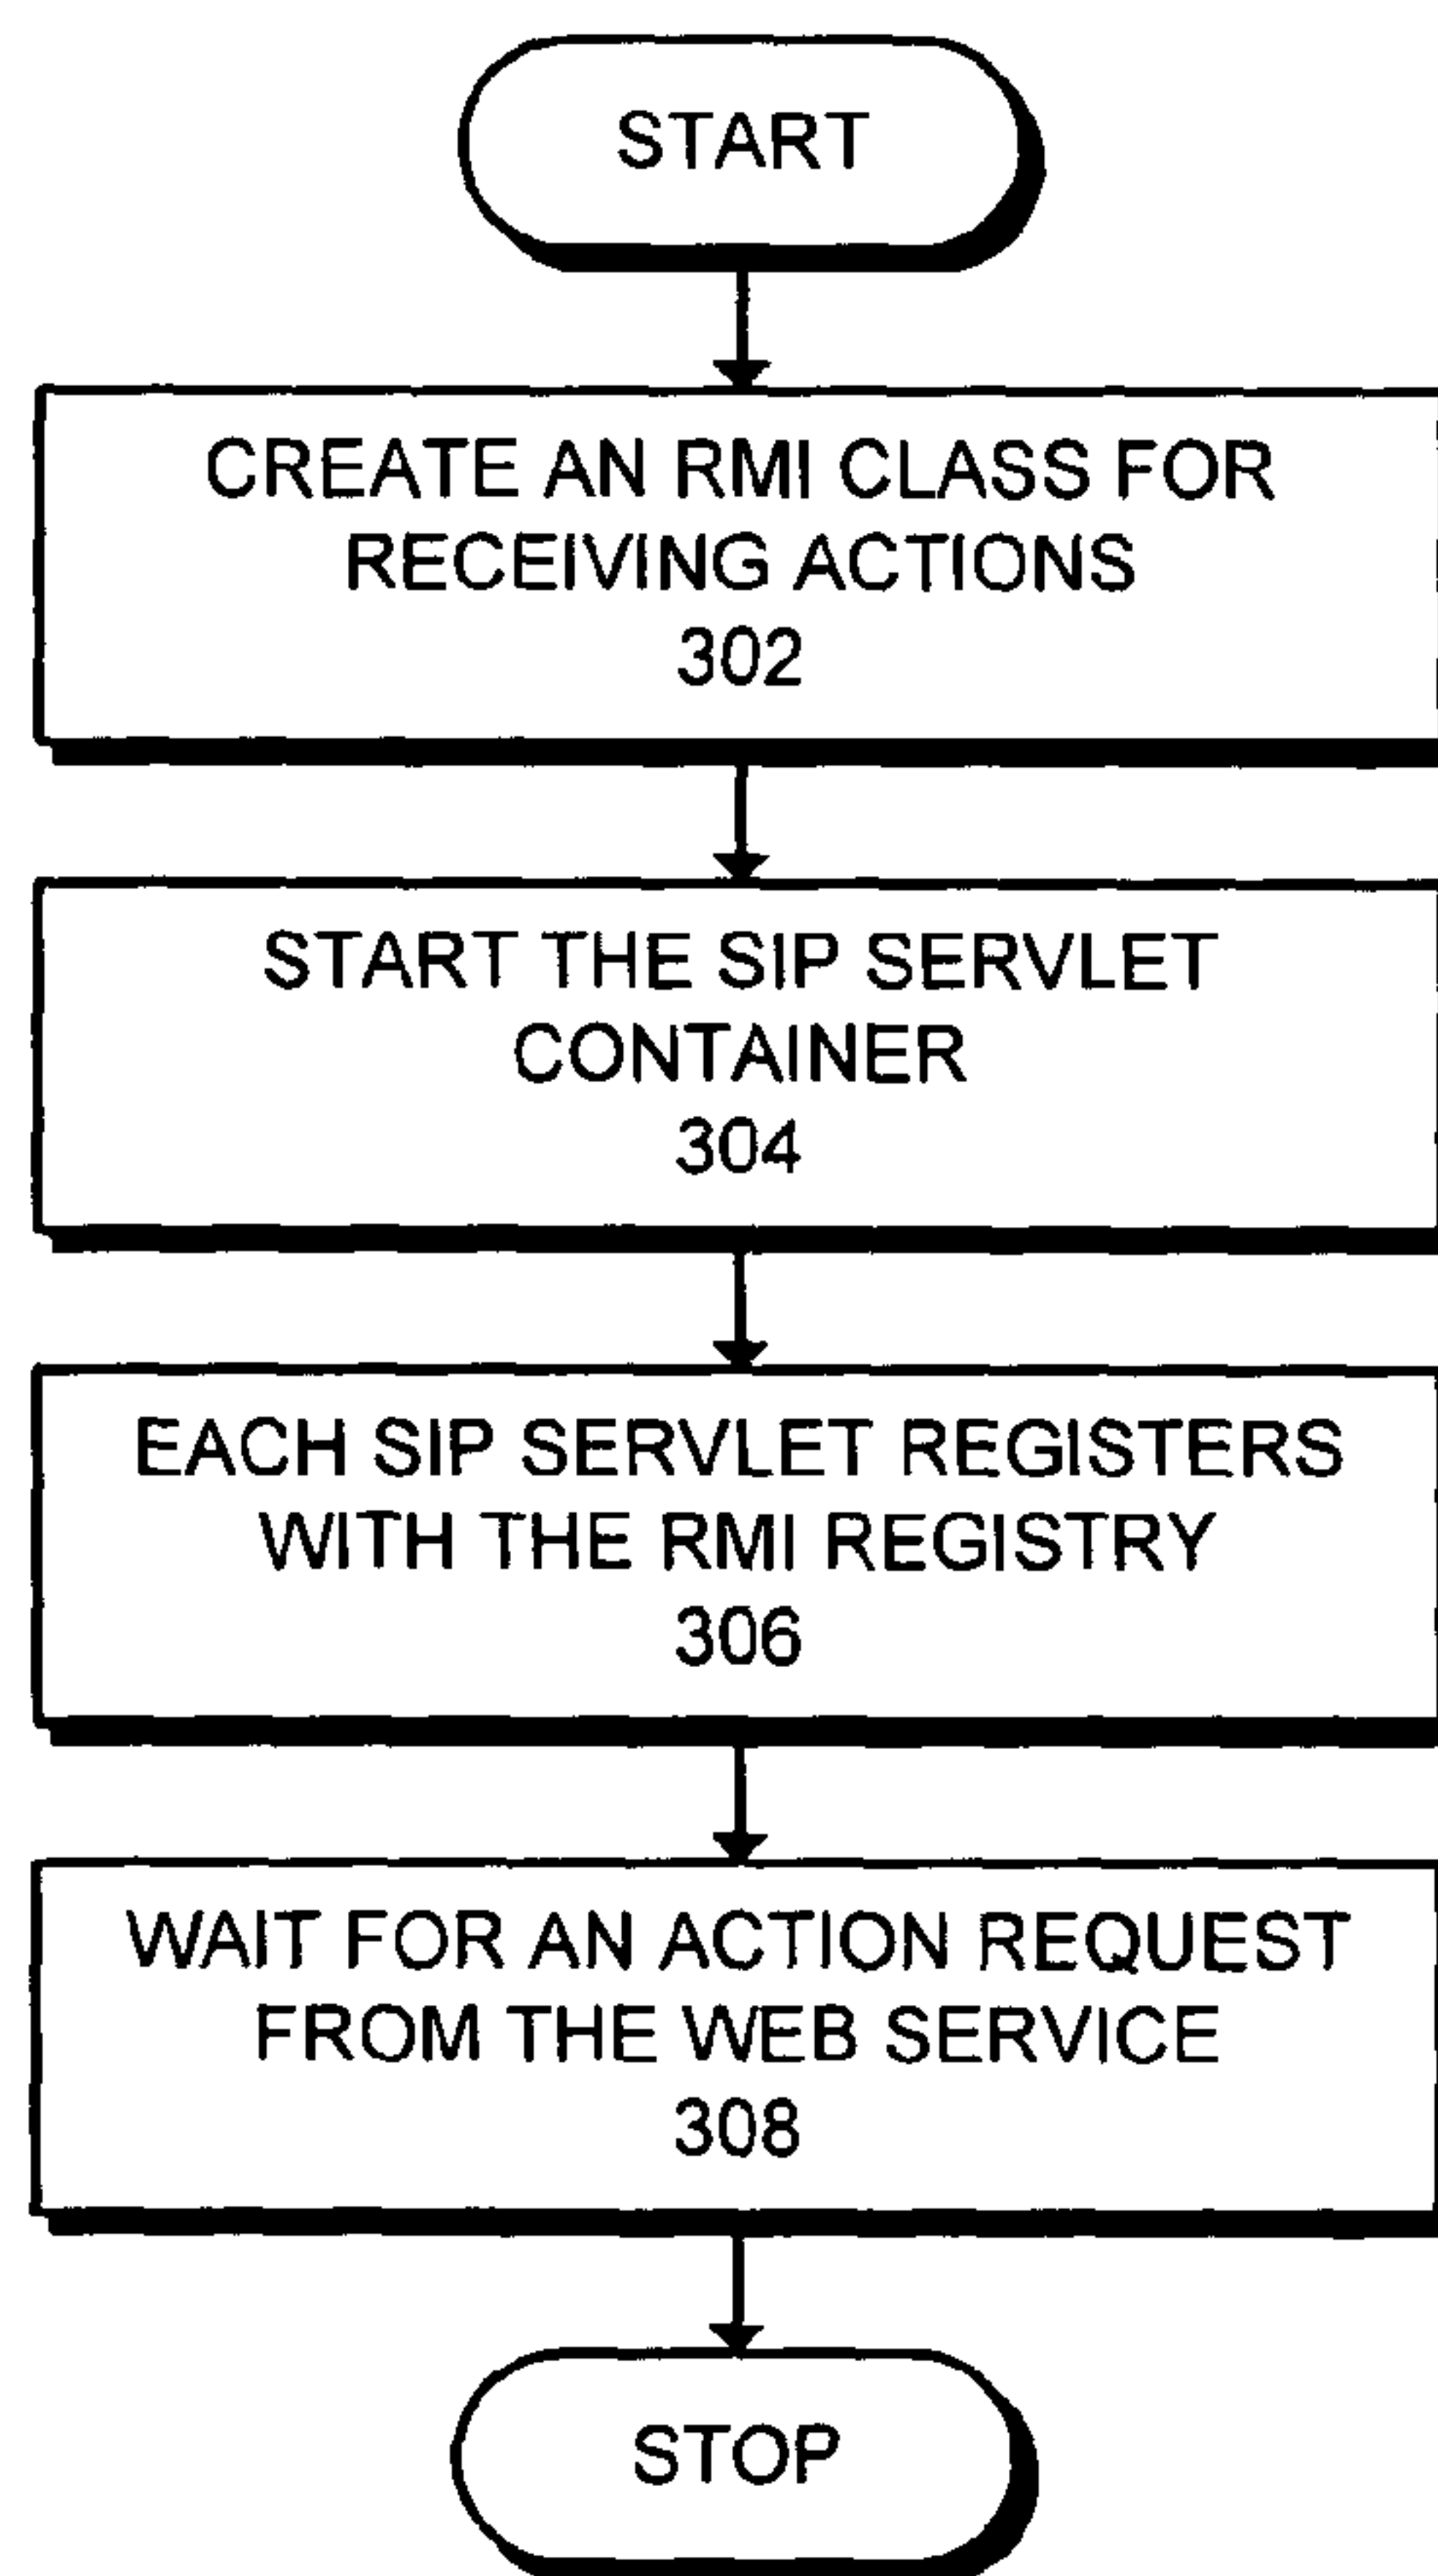 START
CREATE AN RMI CLASS FOR
RECEIVING ACTIONS
302
START THE SIP SERVLET
CONTAINER
304
EACH SIP SERVLET REGISTERS
WITH THE RMI REGISTRY
306
WAIT FOR AN ACTION REQUEST
FROM THE WEB SERVICE
308
STOP